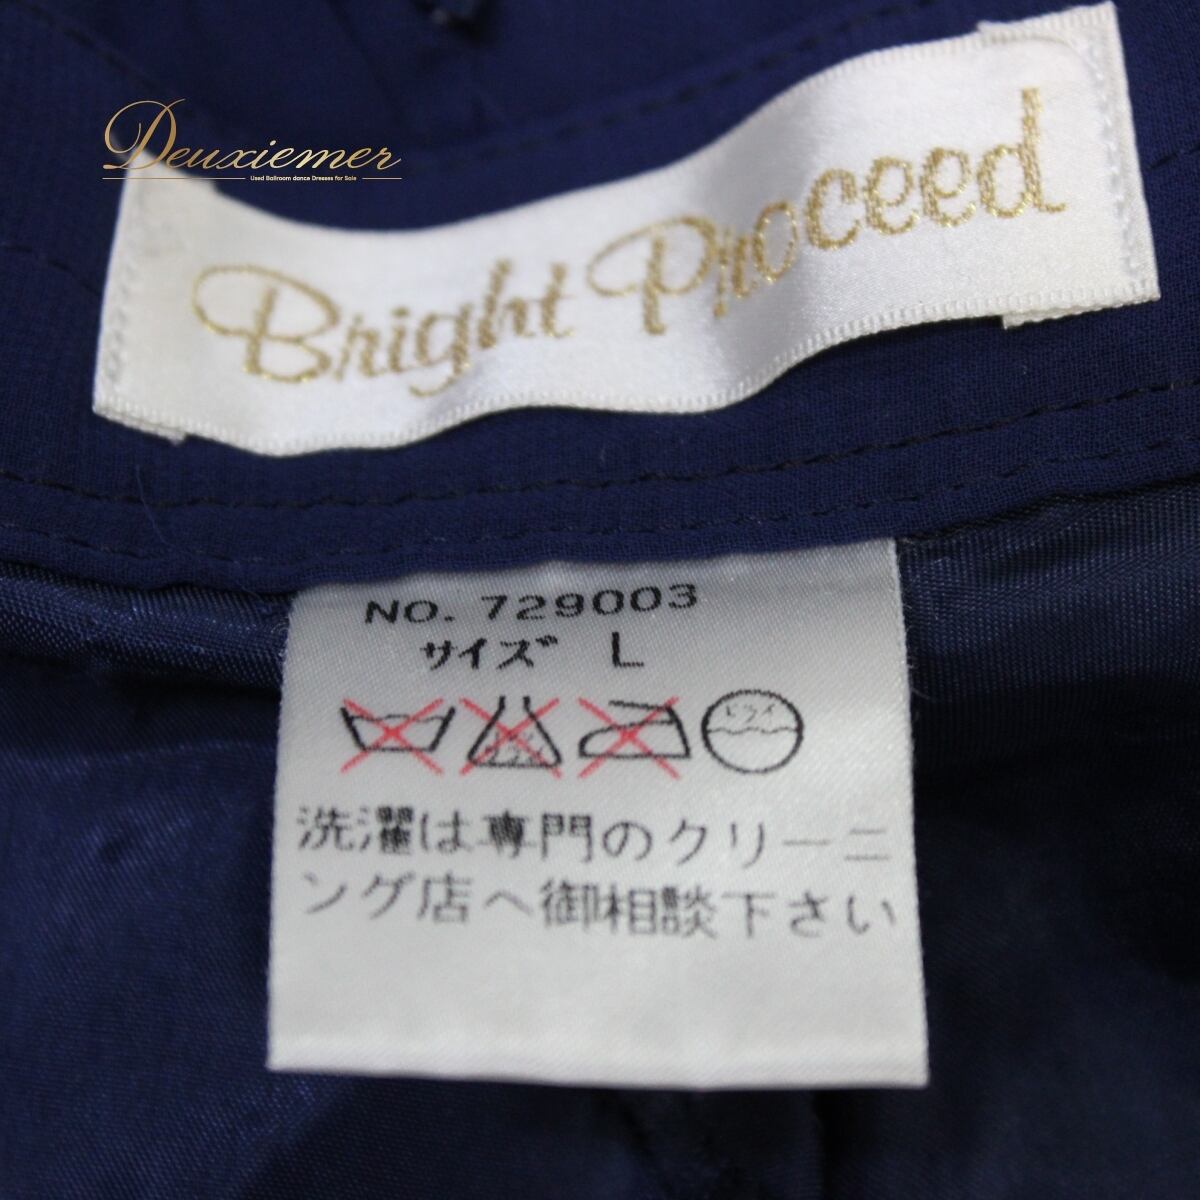 Deuxiemer
Used Ballroom dance Dresses for Sale
Bright Proceed
NO. 729003
サイズ L
ドライ
洗濯は専門のクリーニ
ング店へ御相談下さい